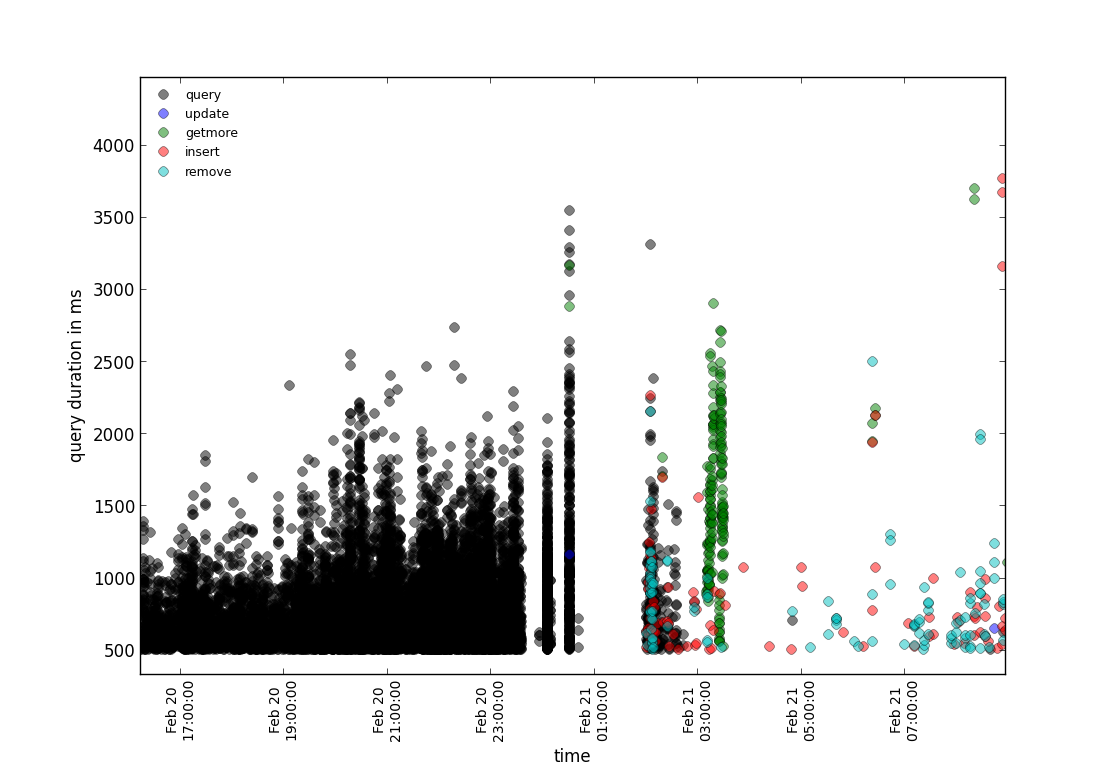 query
update
getmore
insert
remove
4000
3500
3000
2500
2000
1500
1000
500
query duration in ms
Feb 20
17:00:00
Feb 20
19:00:00
Feb 20
21:00:00
Feb 20
23:00:00
Feb 21
01:00:00
Feb 21
03:00:00
Feb 21
05:00:00
Feb 21
07:00:00
time